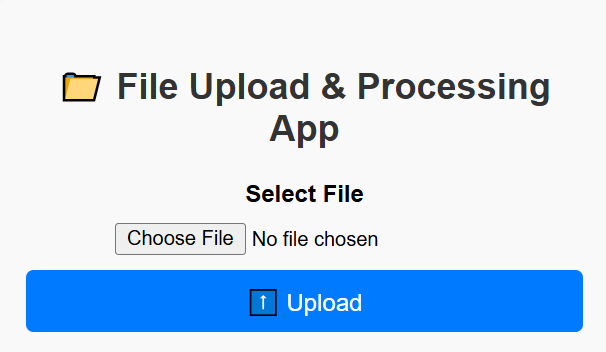 📁 File Upload & Processing
App
Select File
Choose File No file chosen
⬆️ Upload